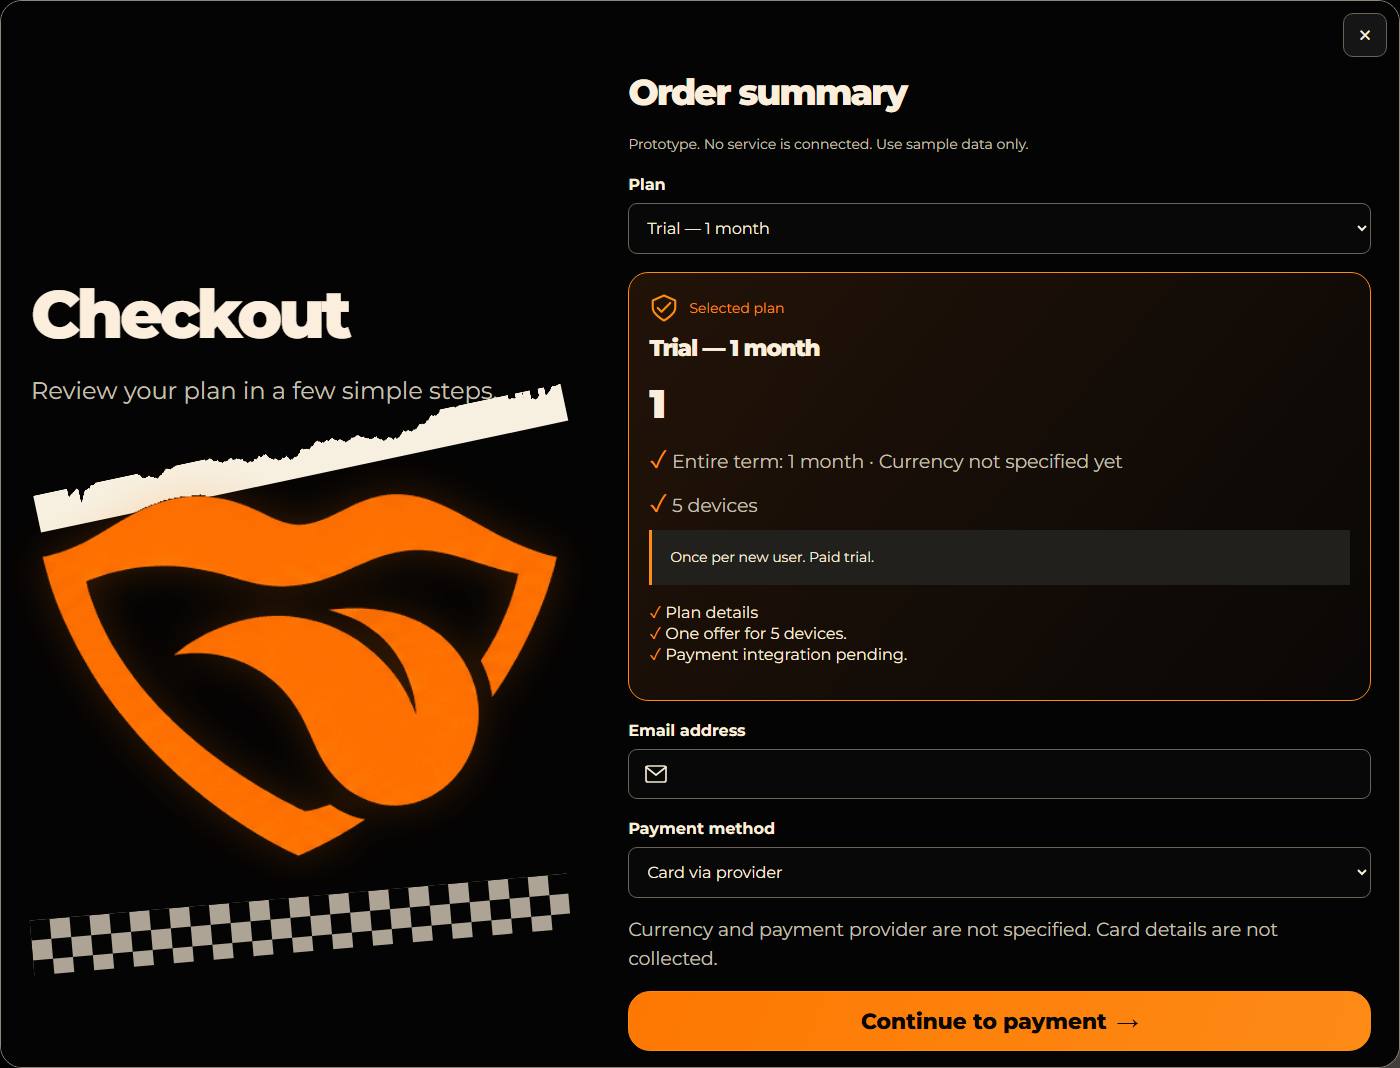 ×
Order summary
Prototype. No service is connected. Use sample data only.
Plan
Trial — 1 month
Selected plan
Trial — 1 month
1
✓ Entire term: 1 month · Currency not specified yet
✓ 5 devices
Once per new user. Paid trial.
✓ Plan details
✓ One offer for 5 devices.
✓ Payment integration pending.
Email address
Payment method
Card via provider
Currency and payment provider are not specified. Card details are not
collected.
Continue to payment →
Checkout
Review your plan in a few simple steps.